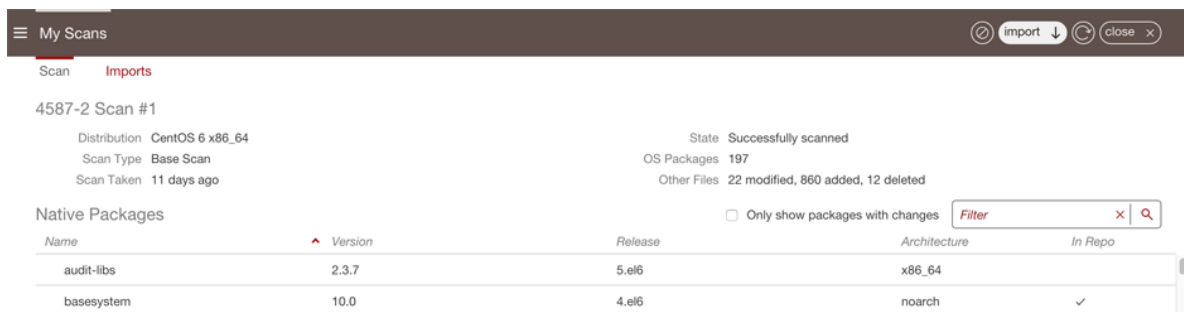 My Scans
import ↓ close ×
Scan Imports
4587-2 Scan #1
Distribution CentOS 6 x86_64 State Successfully scanned
Scan Type Base Scan OS Packages 197
Scan Taken 11 days ago Other Files 22 modified, 860 added, 12 deleted
Native Packages Only show packages with changes Filter
Name Version Release Architecture In Repo
audit-libs 2.3.7 5.el6 x86_64
basesystem 10.0 4.el6 noarch ✓